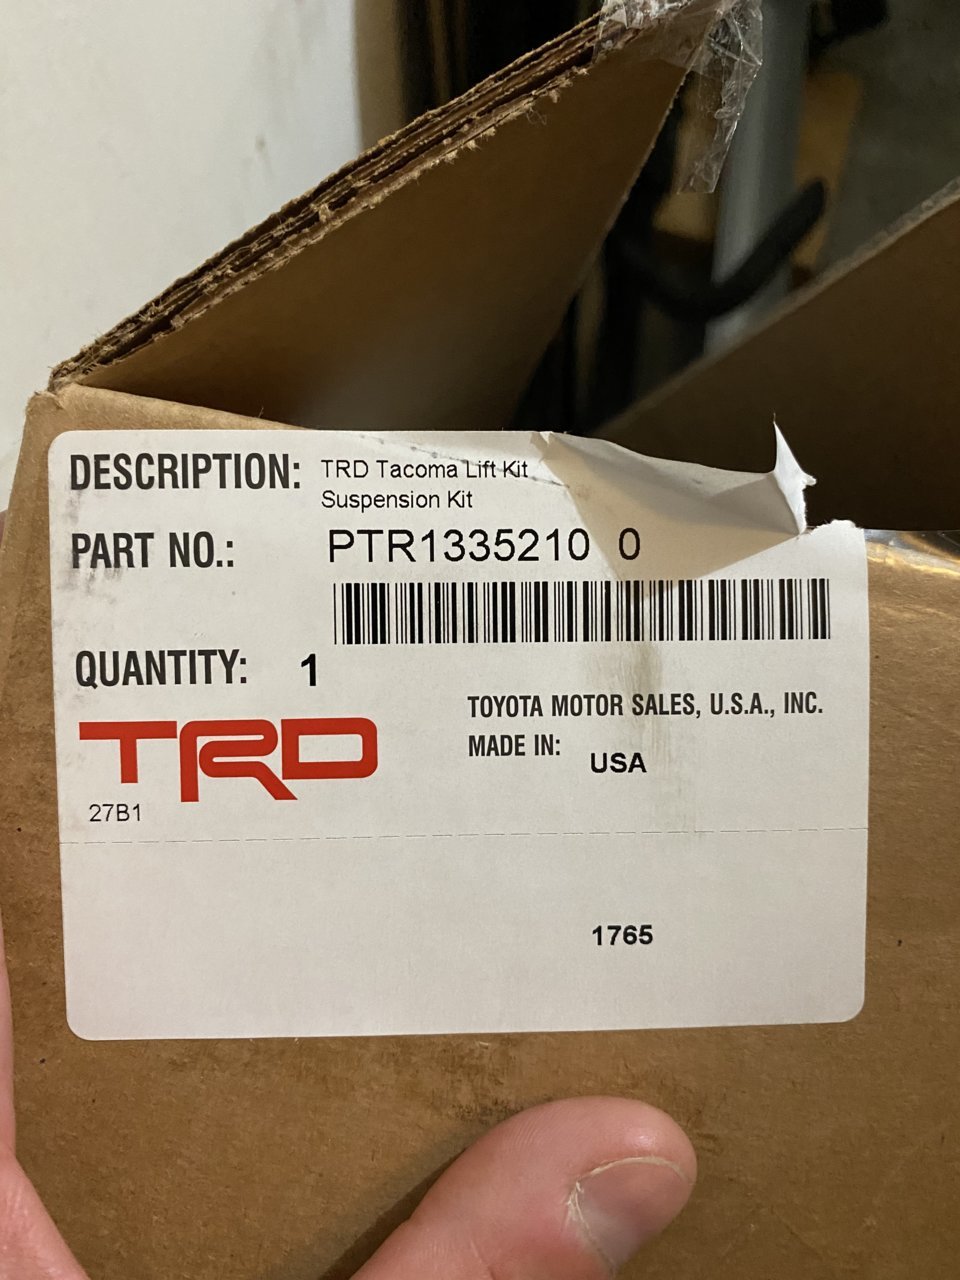 DESCRIPTION: TRD Tacoma Lift Kit
Suspension Kit
PART NO.: PTR1335210 0
QUANTITY: 1
TOYOTA MOTOR SALES, U.S.A., INC.
MADE IN: USA
TRD
27B1
1765